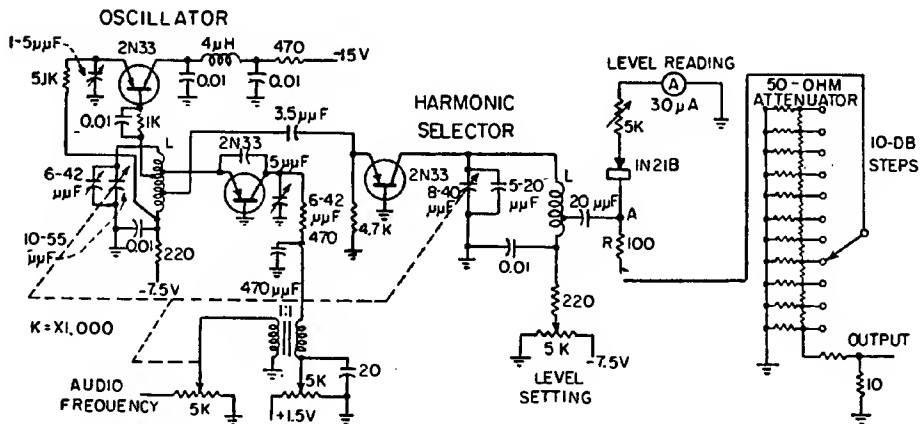 OSCILLATOR
1-5μμF
2N33
4μH
470
-15V
5.1K
0.01
0.01
0.01
1K
3.5μμF
HARMONIC
SELECTOR
LEVEL READING
A
30μA
5K
50-OHM
ATTENUATOR
10-DB
STEPS
L
2N33
6-42
μμF
5μμF
2N33
8-40
μμF
5-20
μμF
L
1N21B
20μμF
A
R
100
6-42
μμF
470
4.7K
10-55
μμF
0.01
220
-7.5V
470μμF
0.01
220
K=X1,000
1:1
5K
-7.5V
LEVEL
SETTING
20
5K
+1.5V
AUDIO
FREQUENCY
5K
OUTPUT
10